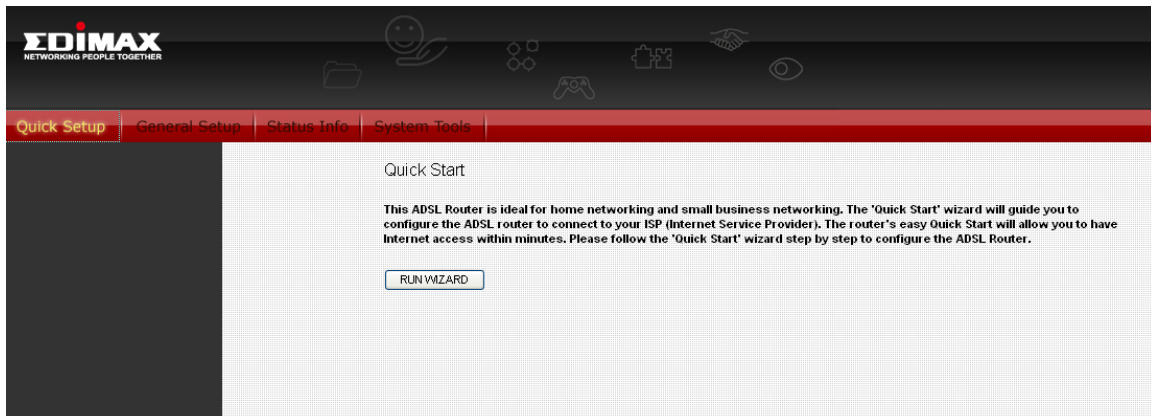 EDIMAX
NETWORKING PEOPLE TOGETHER
Quick Setup General Setup Status Info System Tools
Quick Start
This ADSL Router is ideal for home networking and small business networking. The 'Quick Start' wizard will guide you to
configure the ADSL router to connect to your ISP (Internet Service Provider). The router's easy Quick Start will allow you to have
Internet access within minutes. Please follow the 'Quick Start' wizard step by step to configure the ADSL Router.
RUN WIZARD